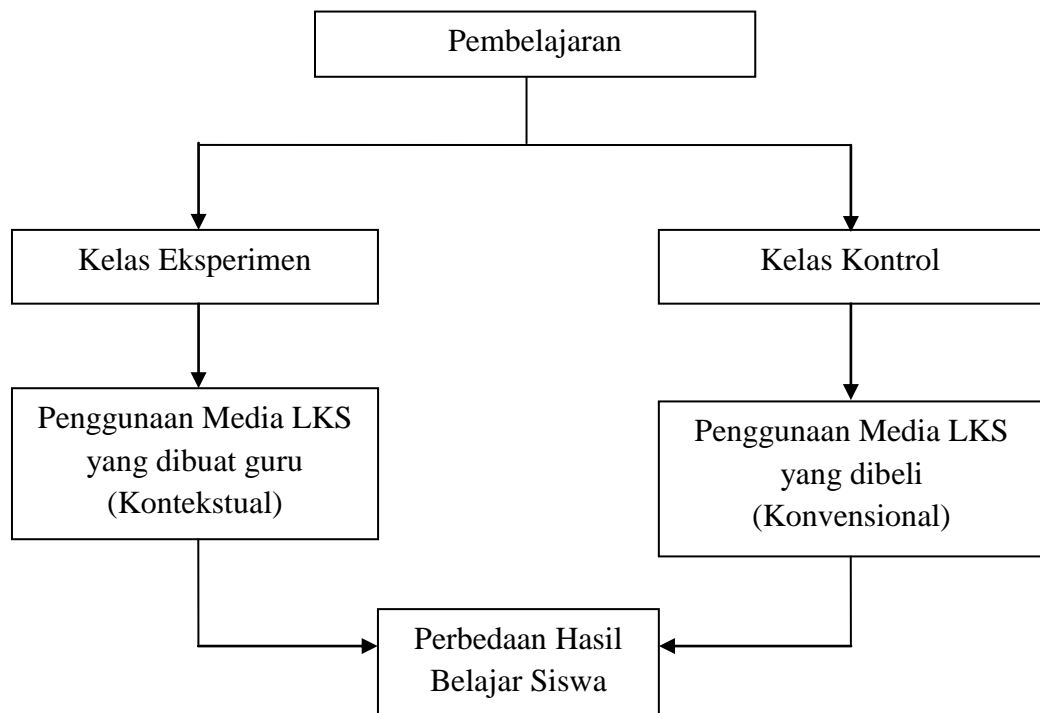 Pembelajaran
Kelas Eksperimen
Kelas Kontrol
Penggunaan Media LKS
yang dibuat guru
(Kontekstual)
Penggunaan Media LKS
yang dibeli
(Konvensional)
Perbedaan Hasil
Belajar Siswa